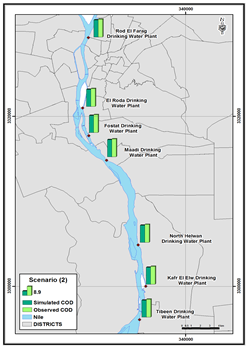 340000
Rod El Farag
Drinking Water Plant
El Roda Drinking
Water Plant
Fostat Drinking
Water Plant
Maadi Drinking
Water Plant
North Helwan
Drinking Water Plant
Kafr El Elw Drinking
Water Plant
Tibeen Drinking
Water Plant
Scenario (2)
8.9
Simulated COD
Observed COD
Nile
DISTRICTS
340000